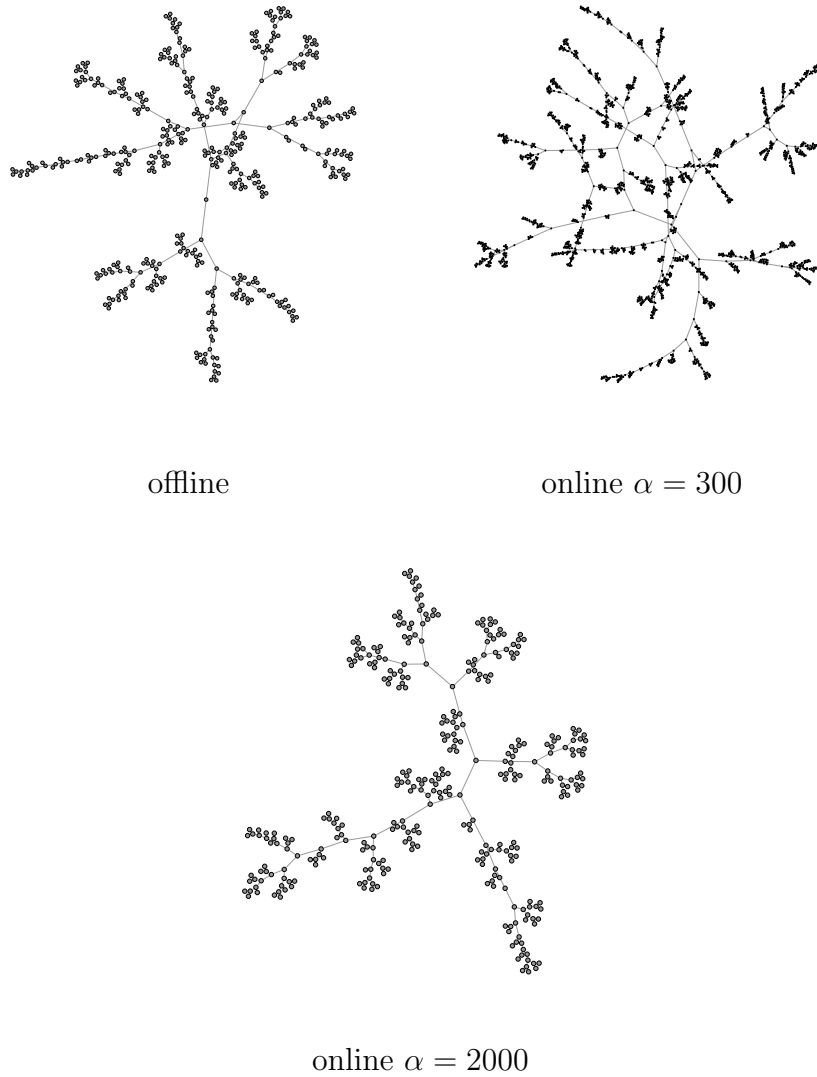 offline
online α = 300
online α = 2000